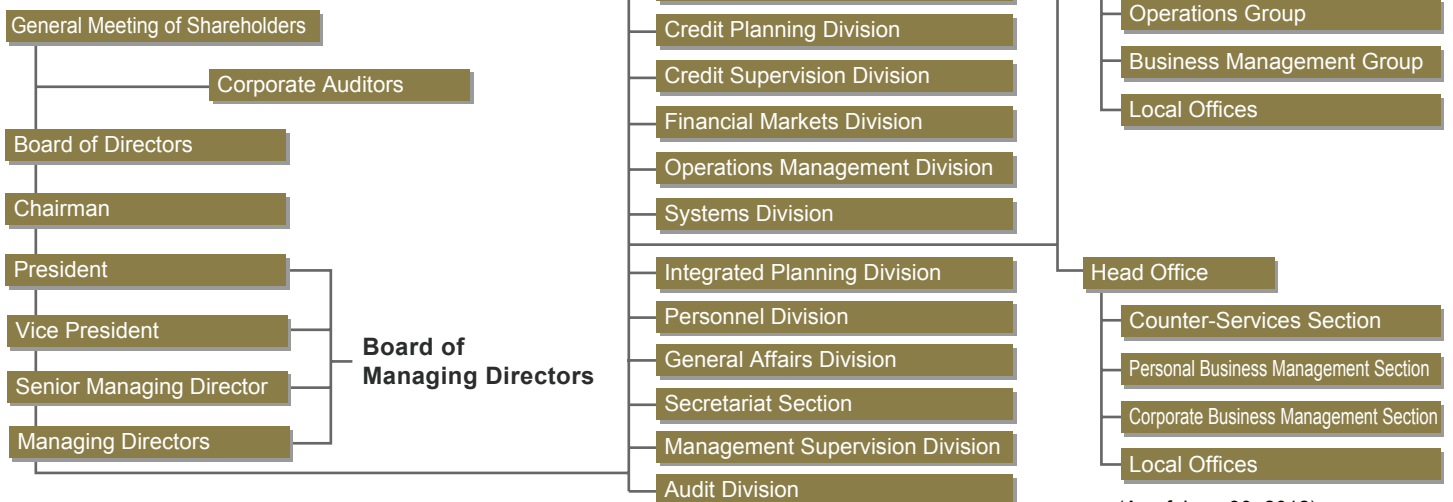 General Meeting of Shareholders
Corporate Auditors
Board of Directors
Chairman
President
Vice President
Senior Managing Director
Managing Directors
Board of
Managing Directors
Credit Planning Division
Credit Supervision Division
Financial Markets Division
Operations Management Division
Systems Division
Integrated Planning Division
Personnel Division
General Affairs Division
Secretariat Section
Management Supervision Division
Audit Division
Operations Group
Business Management Group
Local Offices
Head Office
Counter-Services Section
Personal Business Management Section
Corporate Business Management Section
Local Offices